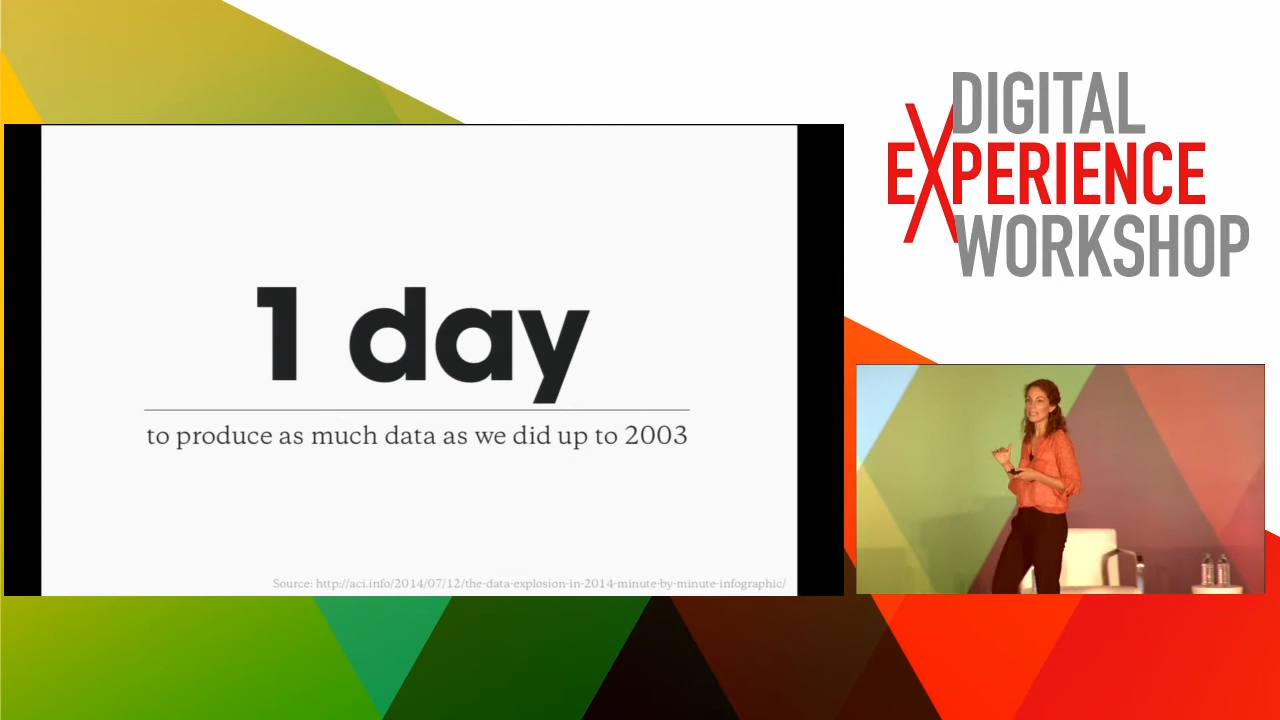 DIGITAL
EXPERIENCE
WORKSHOP
1 day
to produce as much data as we did up to 2003
Source: http://aci.info/2014/07/12/the-data-explosion-in-2014-minute-by-minute-infographic/